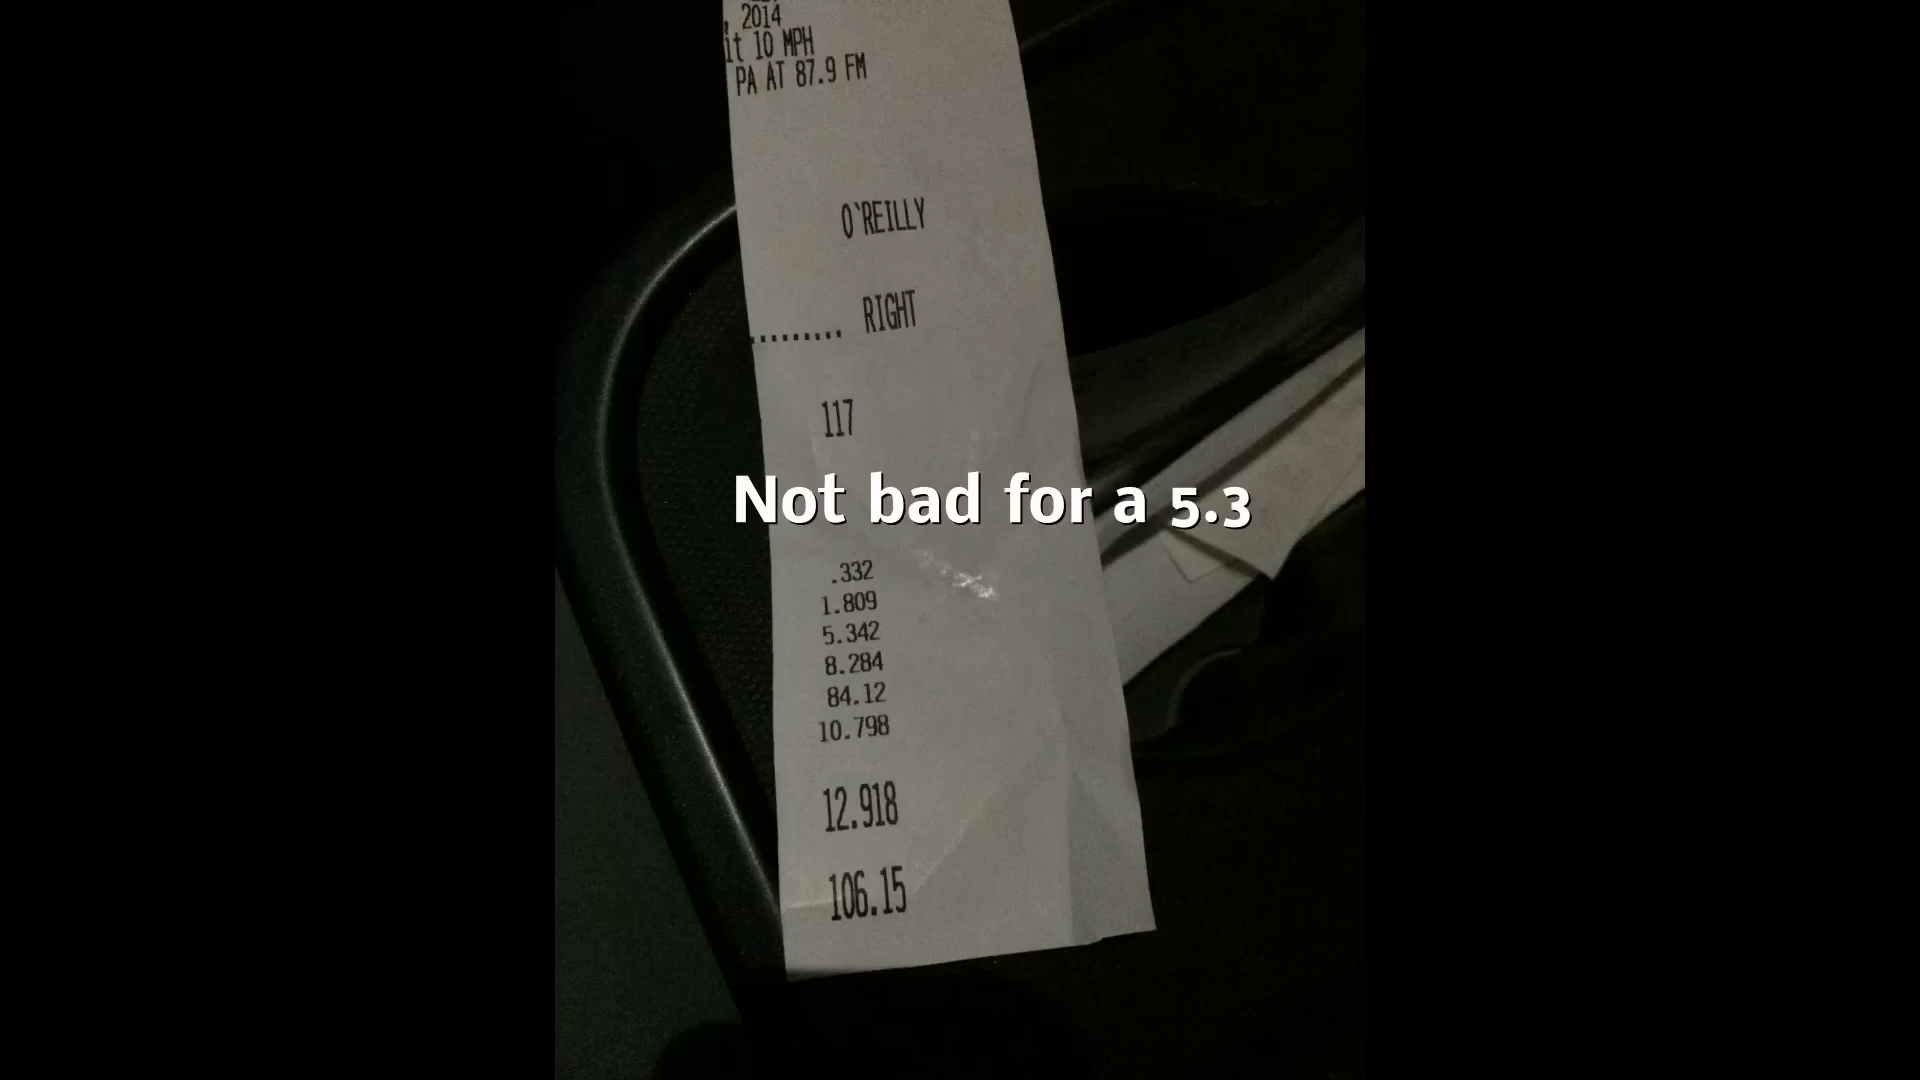 , 2014
it 10 MPH
PA AT 87.9 FM
O`REILLY
......... RIGHT
117
Not bad for a 5.3
.332
1.809
5.342
8.284
84.12
10.798
12.918
106.15